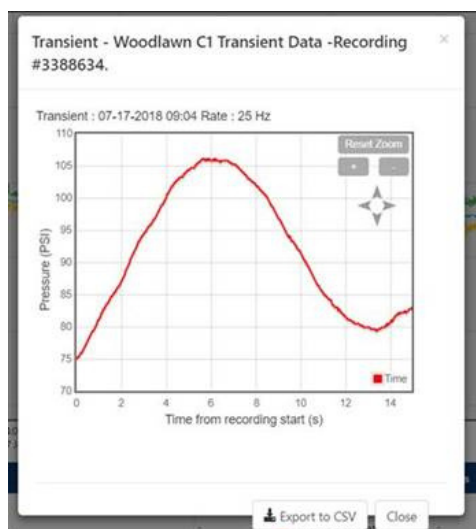 Transient - Woodlawn C1 Transient Data -Recording
×
#3388634.
Transient : 07-17-2018 09:04 Rate : 25 Hz
110
105
100
95
90
85
80
75
70
Pressure (PSI)
Reset Zoom
+ -
Time
0 2 4 6 8 10 12 14
Time from recording start (s)
Export to CSV Close